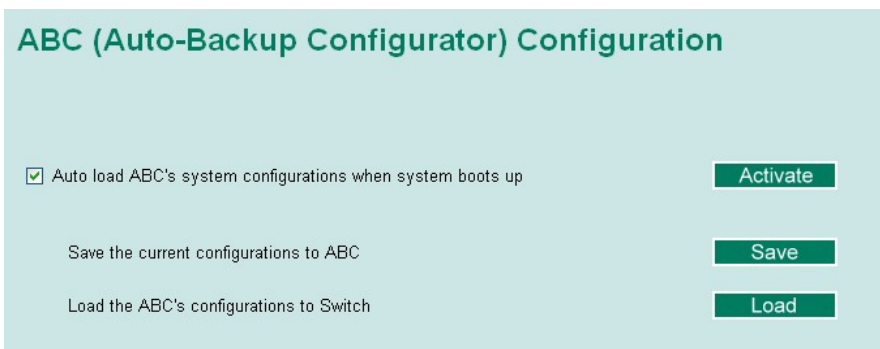 ABC (Auto-Backup Configurator) Configuration
Auto load ABC's system configurations when system boots up Activate
Save the current configurations to ABC Save
Load the ABC's configurations to Switch Load